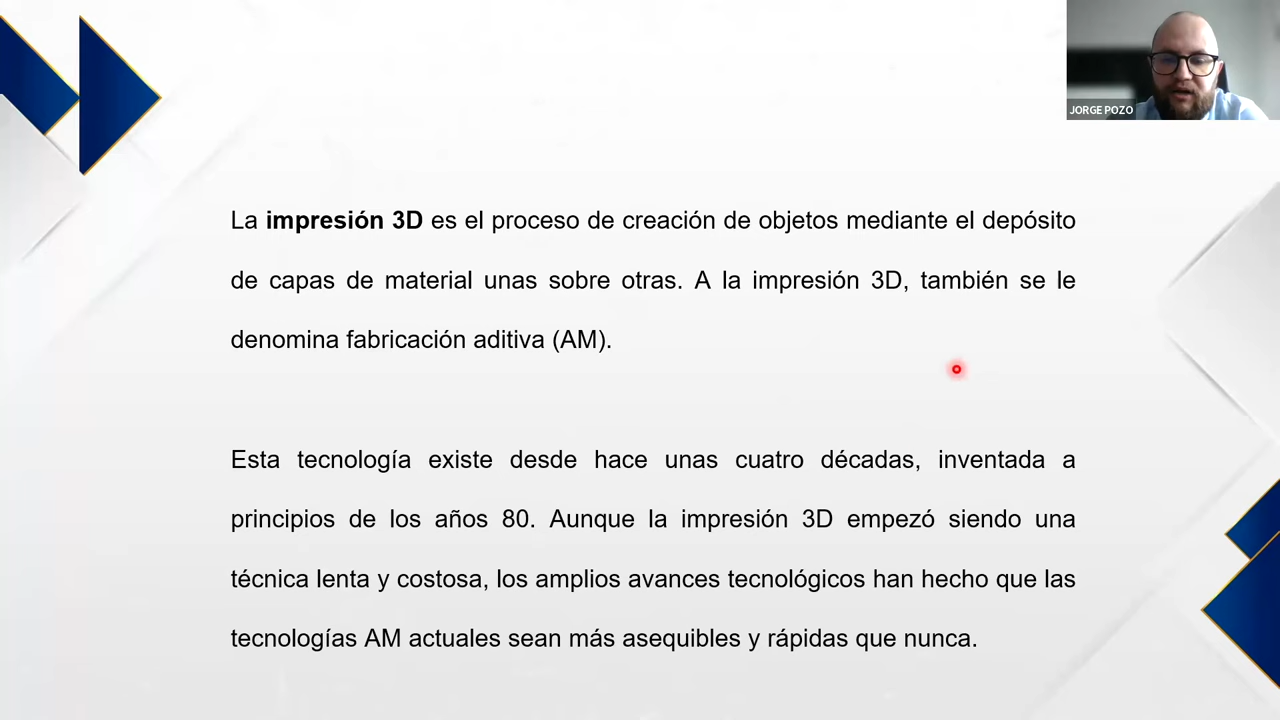 JORGE POZO
La impresión 3D es el proceso de creación de objetos mediante el depósito
de capas de material unas sobre otras. A la impresión 3D, también se le
denomina fabricación aditiva (AM).
Esta tecnología existe desde hace unas cuatro décadas, inventada a
principios de los años 80. Aunque la impresión 3D empezó siendo una
técnica lenta y costosa, los amplios avances tecnológicos han hecho que las
tecnologías AM actuales sean más asequibles y rápidas que nunca.